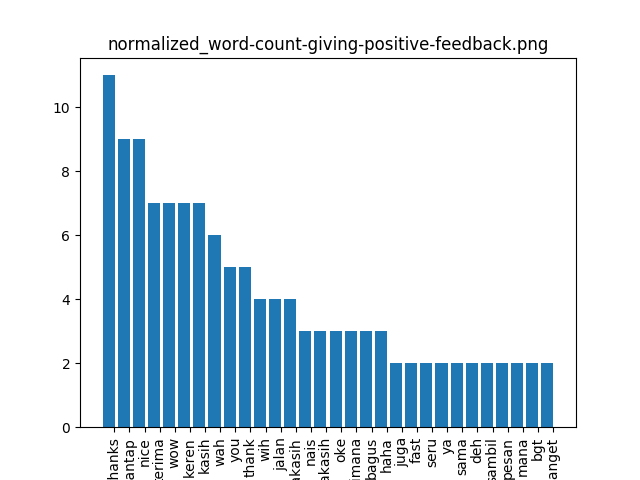 normalized_word-count-giving-positive-feedback.png
10
8
6
4
2
0
hanks
antap
nice
erima
wow
keren
kasih
wah
you
thank
wih
jalan
akasih
nais
akasih
oke
imana
bagus
haha
juga
fast
seru
ya
sama
deh
sambil
pesan
mana
bgt
anget